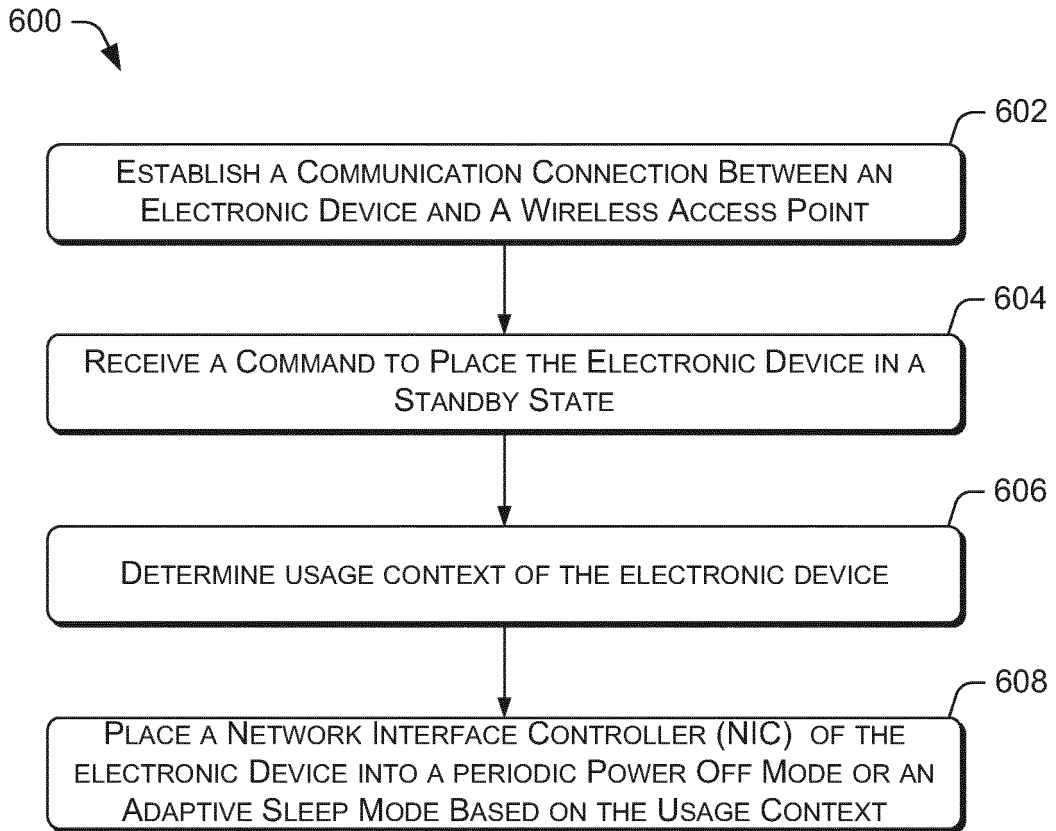 600
602
ESTABLISH A COMMUNICATION CONNECTION BETWEEN AN
ELECTRONIC DEVICE AND A WIRELESS ACCESS POINT
604
RECEIVE A COMMAND TO PLACE THE ELECTRONIC DEVICE IN A
STANDBY STATE
606
DETERMINE USAGE CONTEXT OF THE ELECTRONIC DEVICE
608
PLACE A NETWORK INTERFACE CONTROLLER (NIC) OF THE
ELECTRONIC DEVICE INTO A PERIODIC POWER OFF MODE OR AN
ADAPTIVE SLEEP MODE BASED ON THE USAGE CONTEXT